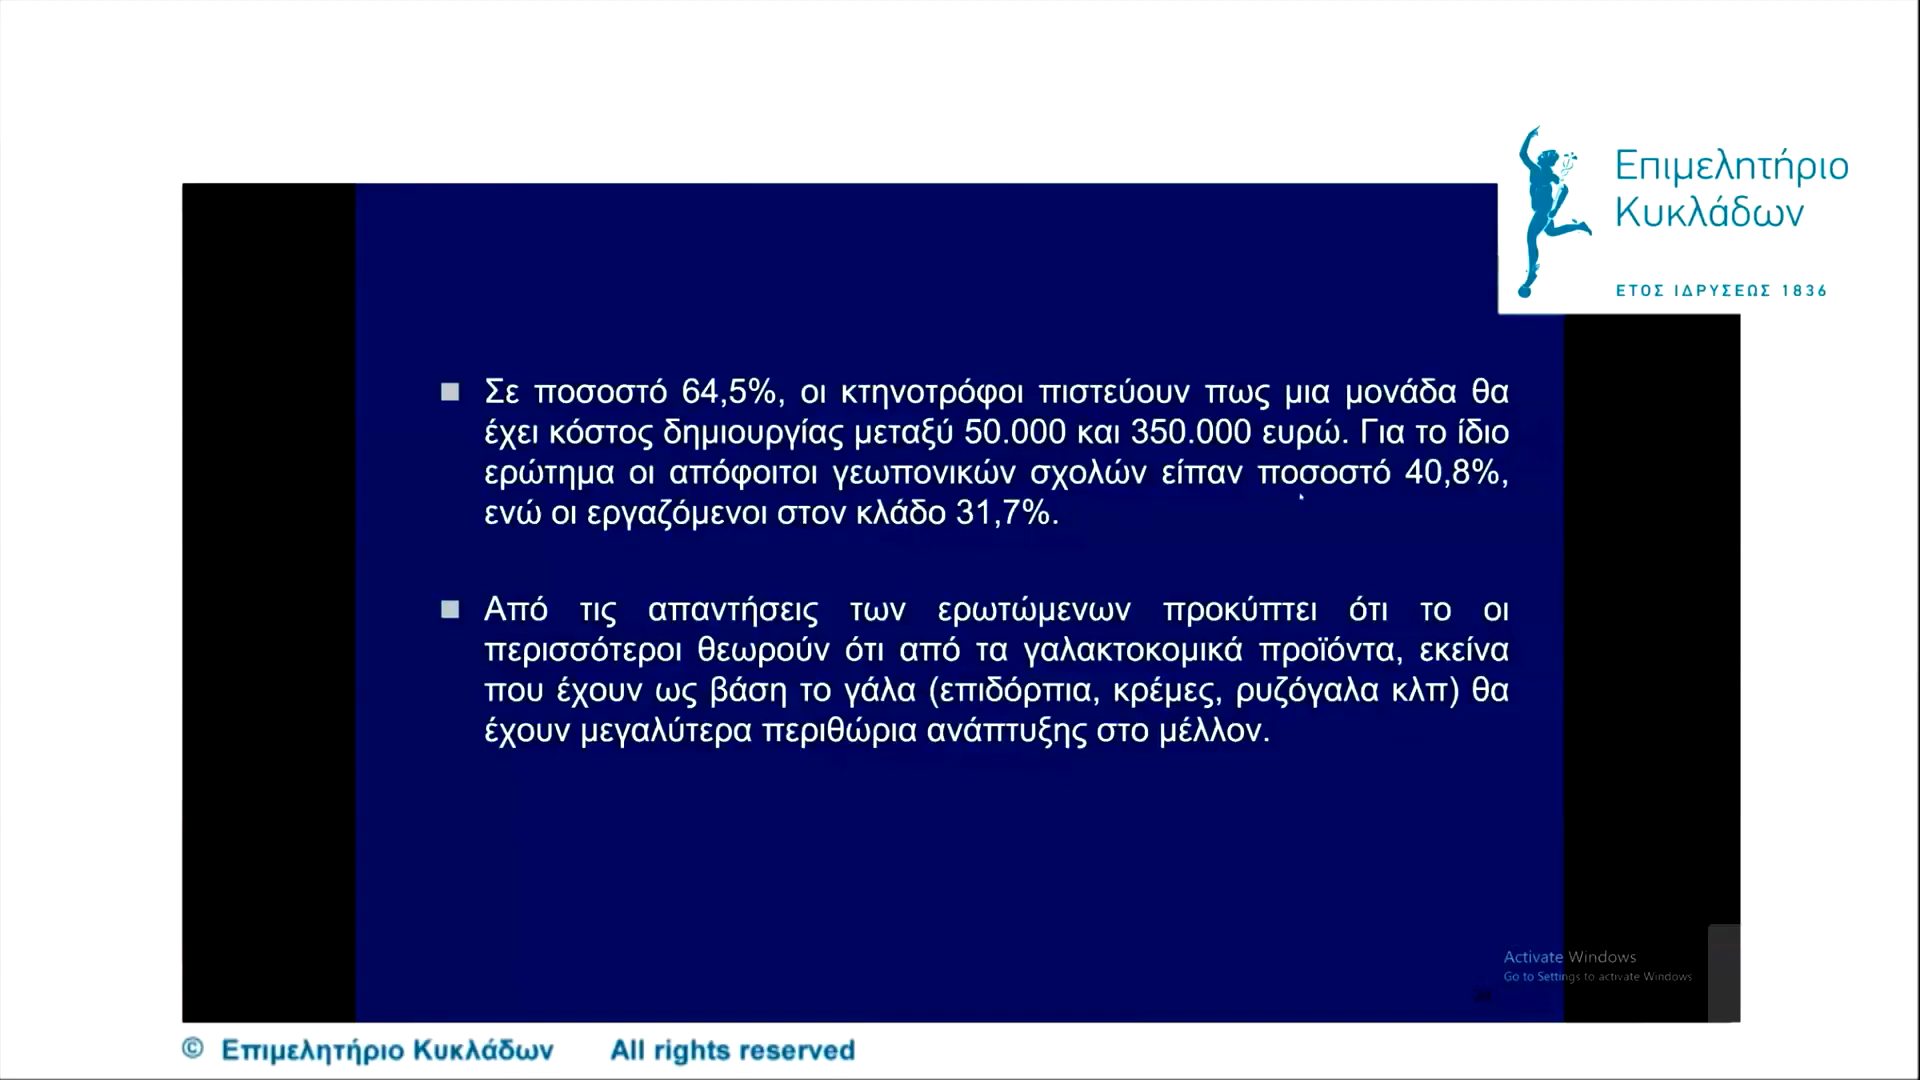 Επιμελητήριο
Κυκλάδων
ΕΤΟΣ ΙΔΡΥΣΕΩΣ 1836
Σε ποσοστό 64,5%, οι κτηνοτρόφοι πιστεύουν πως μια μονάδα θα
έχει κόστος δημιουργίας μεταξύ 50.000 και 350.000 ευρώ. Για το ίδιο
ερώτημα οι απόφοιτοι γεωπονικών σχολών είπαν ποσοστό 40,8%,
ενώ οι εργαζόμενοι στον κλάδο 31,7%.
Από τις απαντήσεις των ερωτώμενων προκύπτει ότι το οι
περισσότεροι θεωρούν ότι από τα γαλακτοκομικά προϊόντα, εκείνα
που έχουν ως βάση το γάλα (επιδόρπια, κρέμες, ρυζόγαλα κλπ) θα
έχουν μεγαλύτερα περιθώρια ανάπτυξης στο μέλλον.
Activate Windows
Go to Settings to activate Windows
© Επιμελητήριο Κυκλάδων All rights reserved